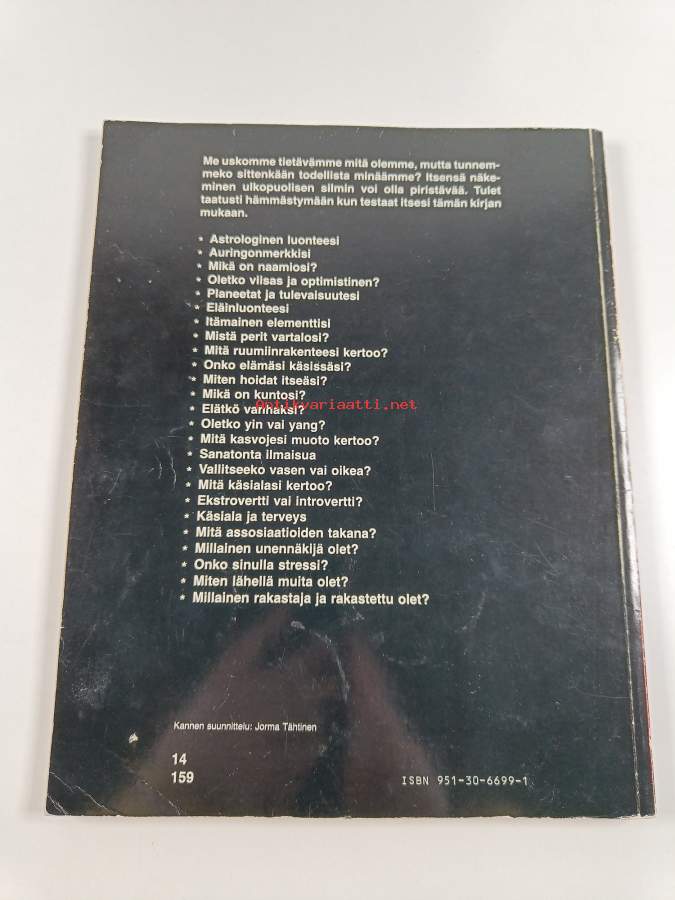 Me uskomme tietävämme mitä olemme, mutta tunnem-
meko sittenkään todellista minäämme? Itsensä näke-
minen ulkopuolisen silmin voi olla piristävää. Tulet
taatusti hämmästymään kun testaat itsesi tämän kirjan
mukaan.
* Astrologinen luonteesi
* Auringonmerkkisi
* Mikä on naamiosi?
* Oletko viisas ja optimistinen?
* Planeetat ja tulevaisuutesi
* Eläinluonteesi
* Itämainen elementtisi
* Mistä perit vartalosi?
* Mitä ruumiinrakenteesi kertoo?
* Onko elämäsi käsissäsi?
* Miten hoidat itseäsi?
* Mikä on kuntosi?
Antikvariaatti.net
* Elätkö vanhaksi?
* Oletko yin vai yang?
* Mitä kasvojesi muoto kertoo?
* Sanatonta ilmaisua
* Vallitseeko vasen vai oikea?
* Mitä käsialasi kertoo?
* Ekstrovertti vai introvertti?
* Käsiala ja terveys
* Mitä assosiaatioiden takana?
* Millainen unennäkijä olet?
* Onko sinulla stressi?
* Miten lähellä muita olet?
* Millainen rakastaja ja rakastettu olet?
Kannen suunnittelu: Jorma Tähtinen
14
159
ISBN 951-30-6699-1